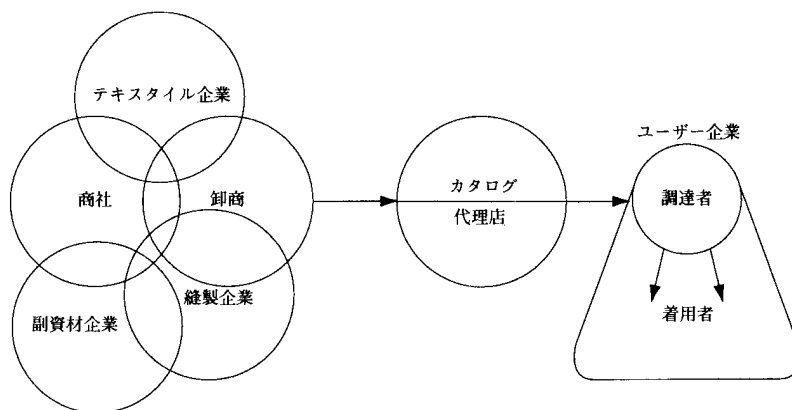 テキスタイル企業
商社
卸商
縫製企業
副資材企業
カタログ
代理店
ユーザー企業
調達者
着用者